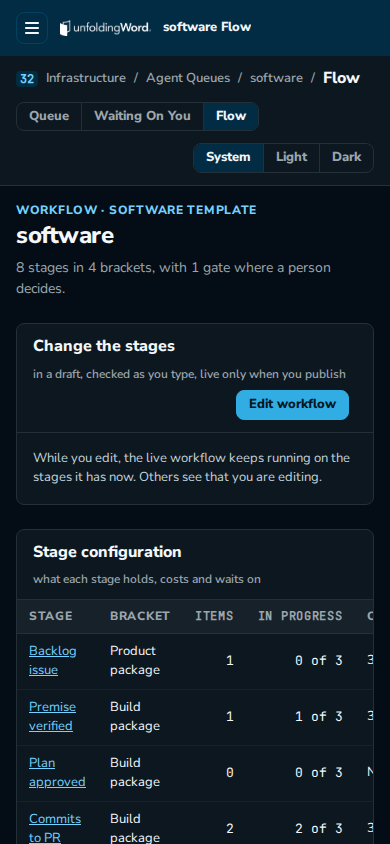 unfoldingWord. software Flow
32 Infrastructure / Agent Queues / software / Flow
Queue Waiting On You Flow
System Light Dark
WORKFLOW · SOFTWARE TEMPLATE
software
8 stages in 4 brackets, with 1 gate where a person
decides.
Change the stages
in a draft, checked as you type, live only when you publish
Edit workflow
While you edit, the live workflow keeps running on the
stages it has now. Others see that you are editing.
Stage configuration
what each stage holds, costs and waits on
STAGE BRACKET ITEMS IN PROGRESS
Backlog issue Product package 1 0 of 3
Premise verified Build package 1 1 of 3
Plan approved Build package 0 0 of 3
Commits to PR Build package 2 2 of 3